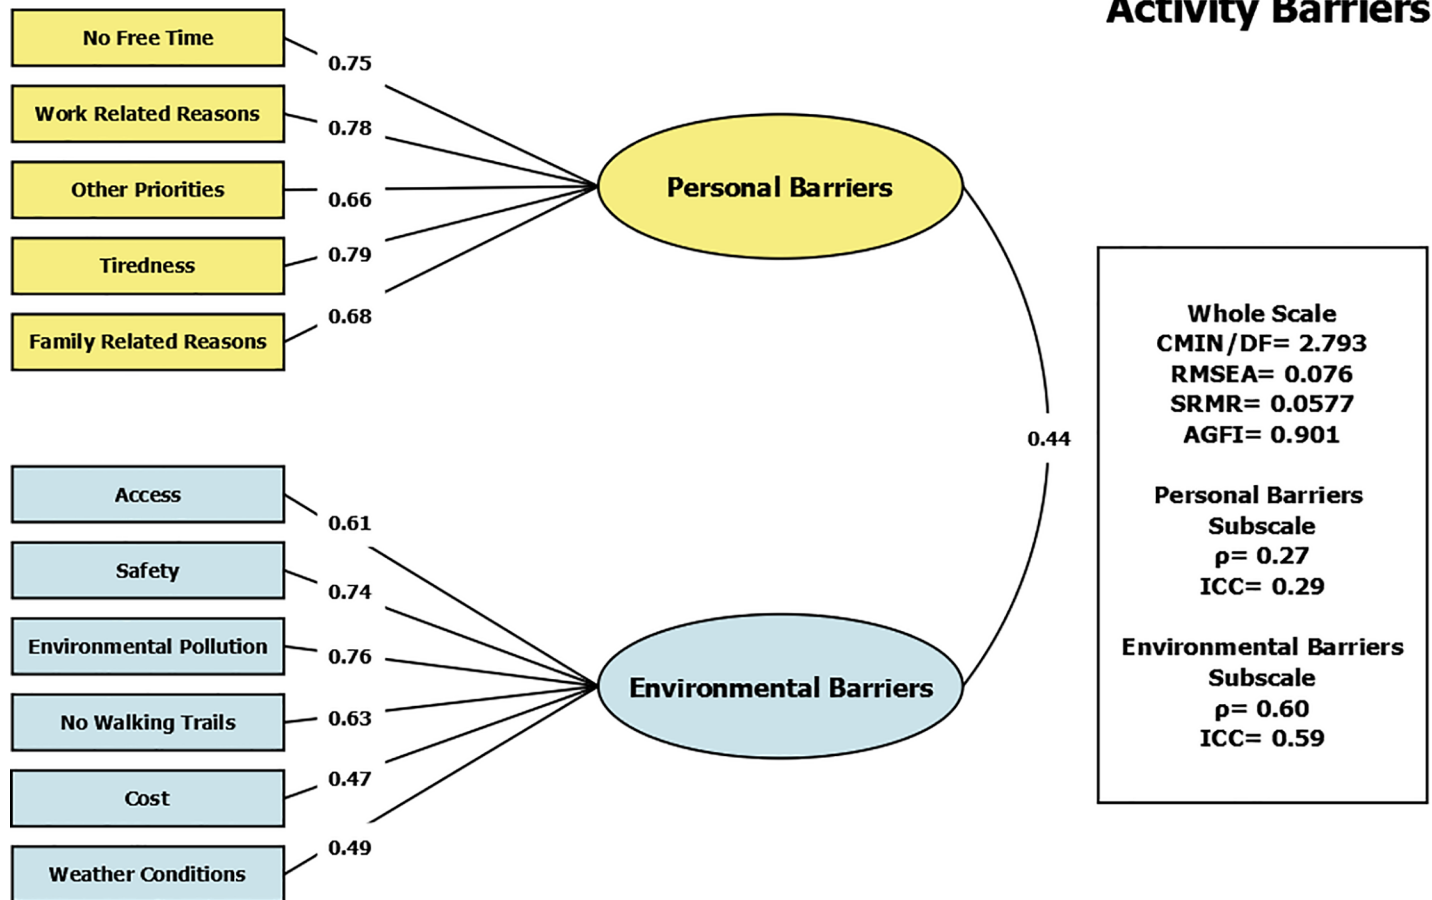 Activity Barriers
No Free Time
0.75
Work Related Reasons
0.78
Other Priorities
0.66
Tiredness
0.79
Family Related Reasons
0.68
Personal Barriers
0.44
Access
0.61
Safety
0.74
Environmental Pollution
0.76
No Walking Trails
0.63
Cost
0.47
Weather Conditions
0.49
Environmental Barriers
Whole Scale
CMIN/DF= 2.793
RMSEA= 0.076
SRMR= 0.0577
AGFI= 0.901
Personal Barriers
Subscale
ρ= 0.27
ICC= 0.29
Environmental Barriers
Subscale
ρ= 0.60
ICC= 0.59